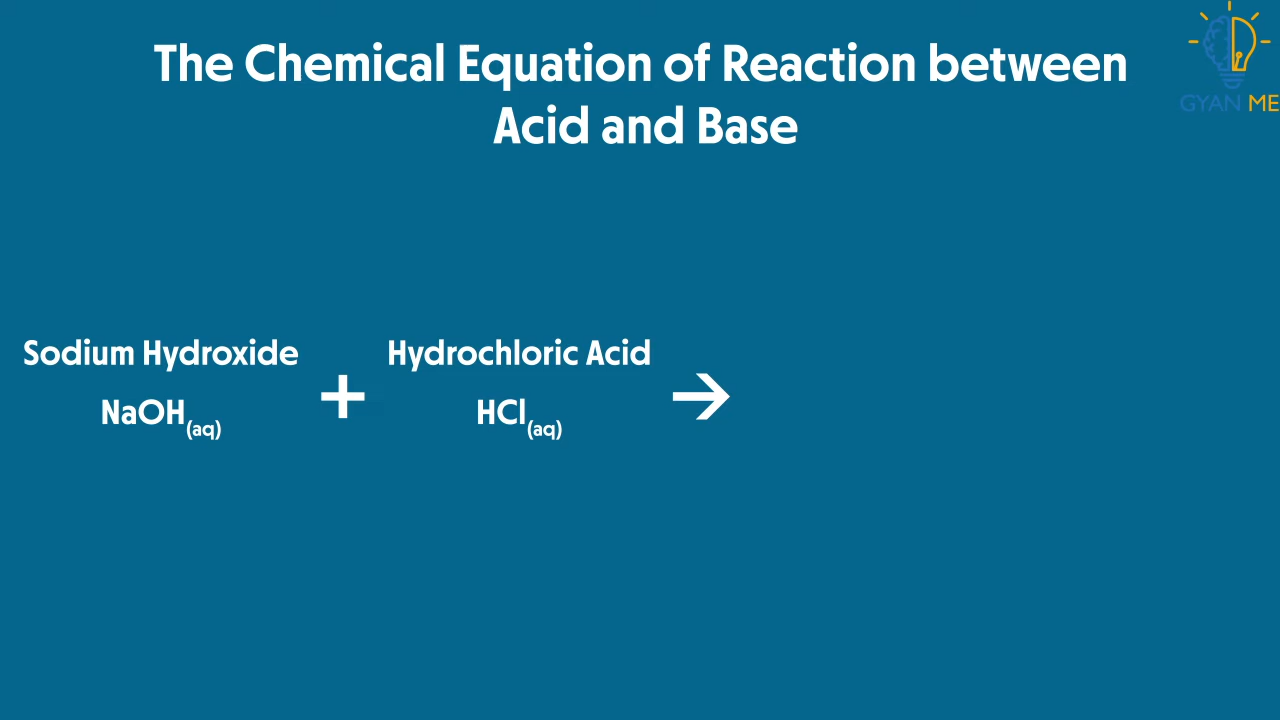 The Chemical Equation of Reaction between
Acid and Base
GYAN ME
Sodium Hydroxide + Hydrochloric Acid →
NaOH(aq) HCl(aq)